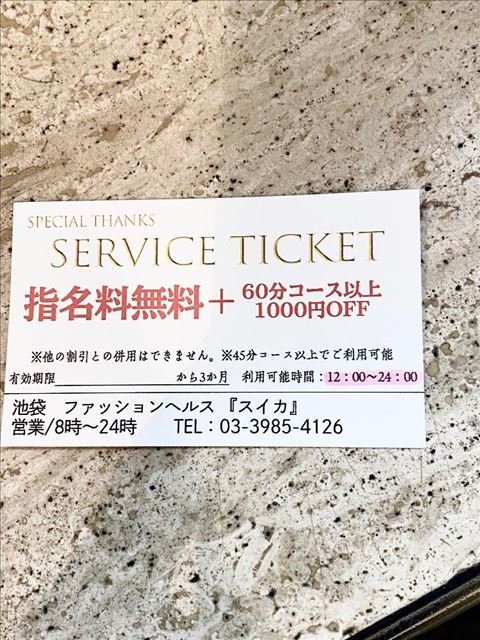 SPECIAL THANKS
SERVICE TICKET
指名料無料＋60分コース以上
1000円OFF
※他の割引との併用はできません。※45分コース以上でご利用可能
有効期限　　　　から3か月　利用可能時間：12：00～24：00
池袋　ファッションヘルス『スイカ』
営業/8時～24時　TEL：03-3985-4126